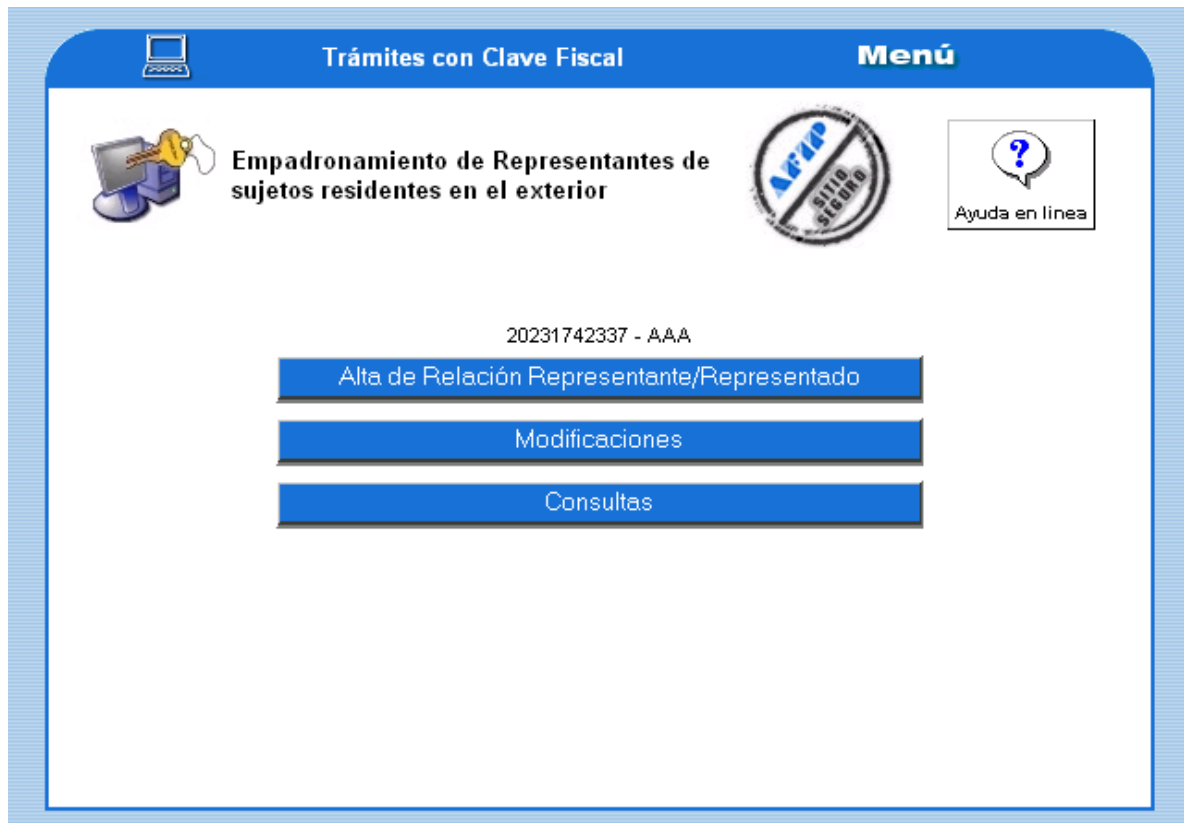 Trámites con Clave Fiscal
Menú
Empadronamiento de Representantes de
sujetos residentes en el exterior
AFIP
SITIO
SEGURO
?
Ayuda en linea
20231742337 - AAA
Alta de Relación Representante/Representado
Modificaciones
Consultas